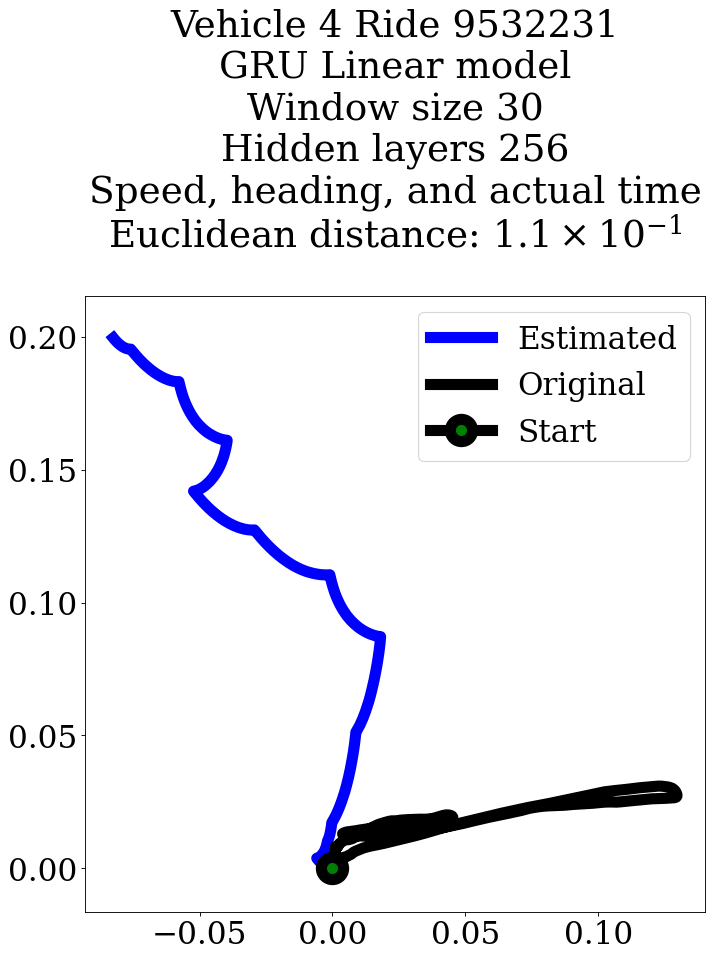 Vehicle 4 Ride 9532231
GRU Linear model
Window size 30
Hidden layers 256
Speed, heading, and actual time
Euclidean distance: 1.1 × 10⁻¹
Estimated
Original
Start
0.20
0.15
0.10
0.05
0.00
−0.05 0.00 0.05 0.10